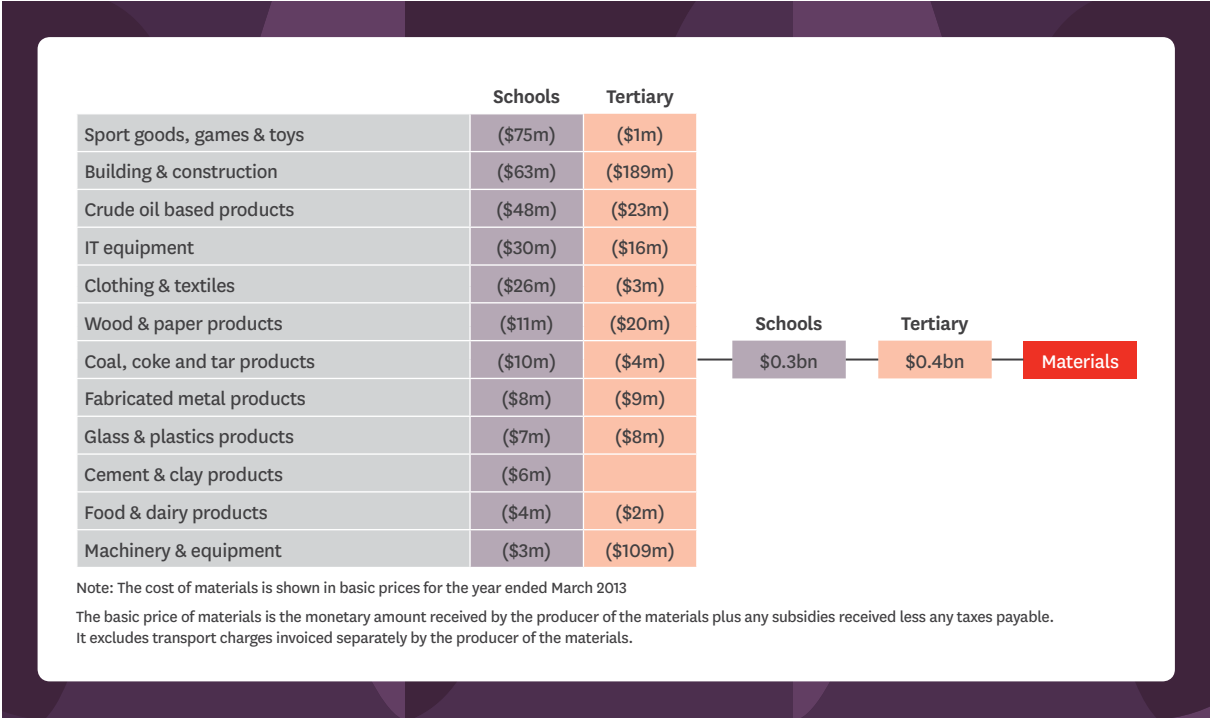 Schools Tertiary
Sport goods, games & toys ($75m) ($1m)
Building & construction ($63m) ($189m)
Crude oil based products ($48m) ($23m)
IT equipment ($30m) ($16m)
Clothing & textiles ($26m) ($3m)
Wood & paper products ($11m) ($20m)
Schools Tertiary
Coal, coke and tar products ($10m) ($4m)
$0.3bn $0.4bn Materials
Fabricated metal products ($8m) ($9m)
Glass & plastics products ($7m) ($8m)
Cement & clay products ($6m)
Food & dairy products ($4m) ($2m)
Machinery & equipment ($3m) ($109m)
Note: The cost of materials is shown in basic prices for the year ended March 2013
The basic price of materials is the monetary amount received by the producer of the materials plus any subsidies received less any taxes payable.
It excludes transport charges invoiced separately by the producer of the materials.